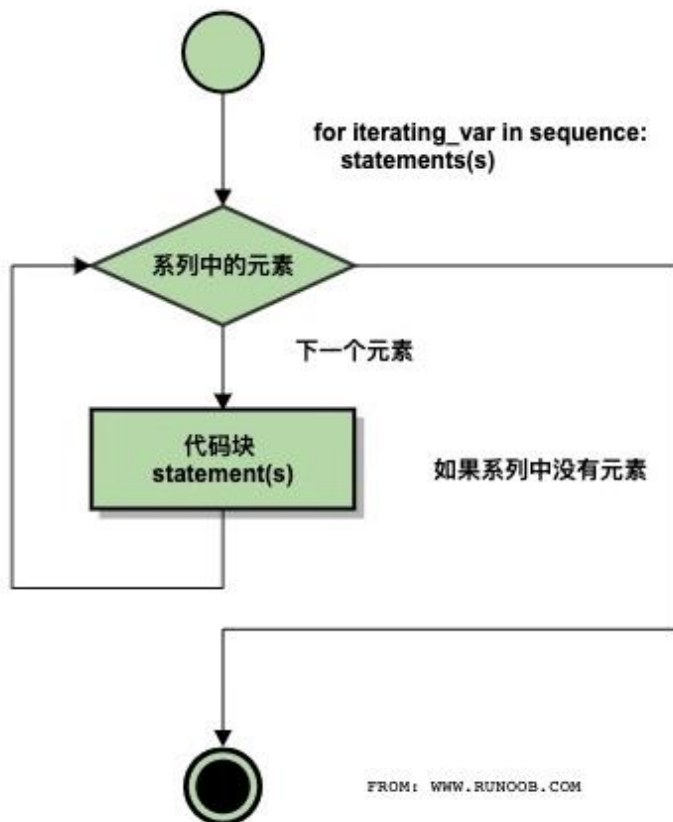 for iterating_var in sequence:
statements(s)
系列中的元素
下一个元素
代码块
statement(s)
如果系列中没有元素
FROM: WWW.RUNOOB.COM